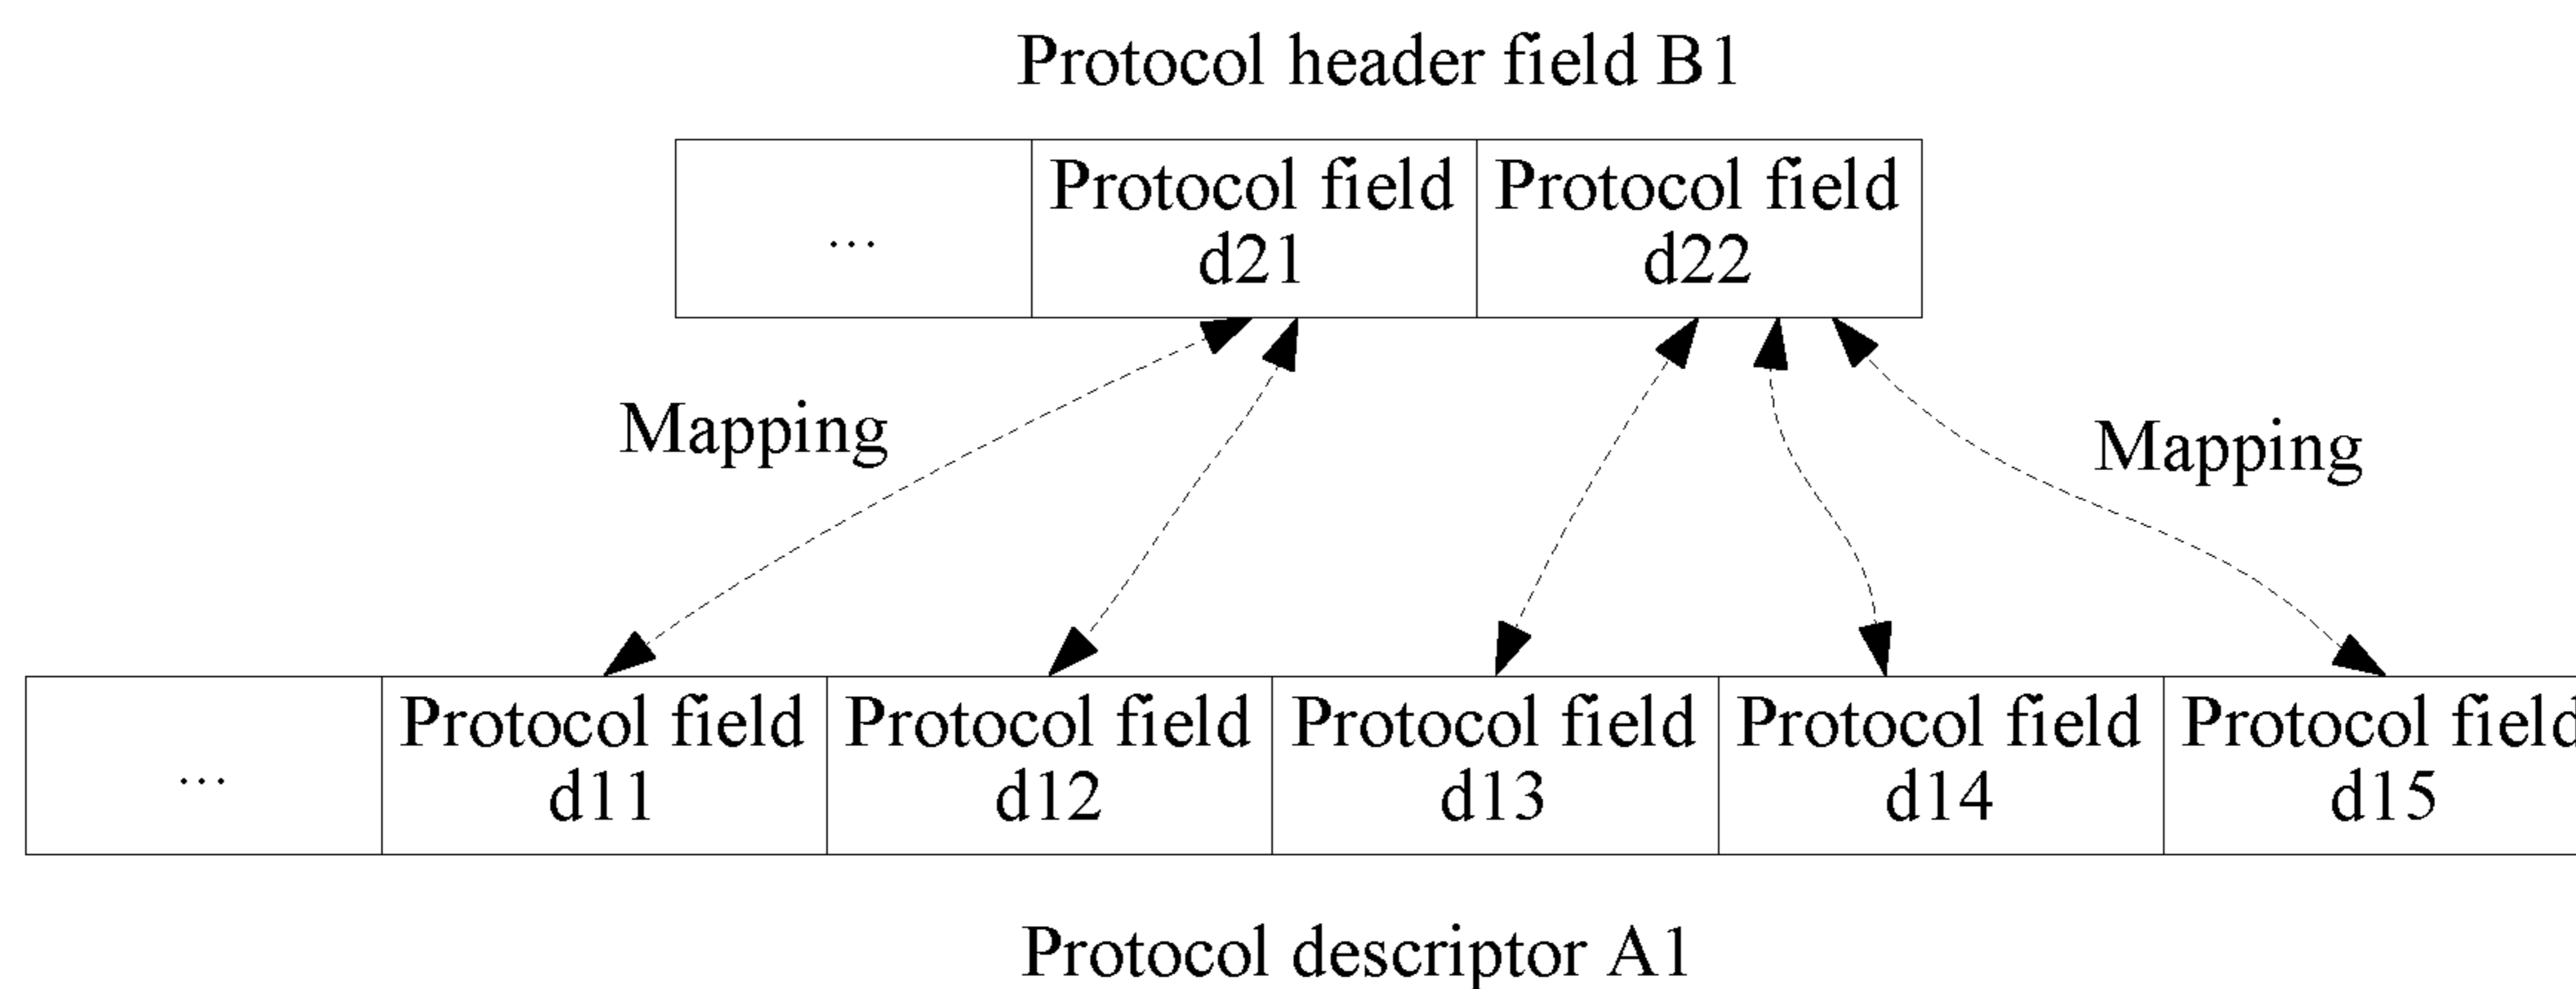 Protocol header field B1
... Protocol field Protocol field
d21 d22
Mapping
Mapping
... Protocol field Protocol field Protocol field Protocol field Protocol field
d11 d12 d13 d14 d15
Protocol descriptor A1